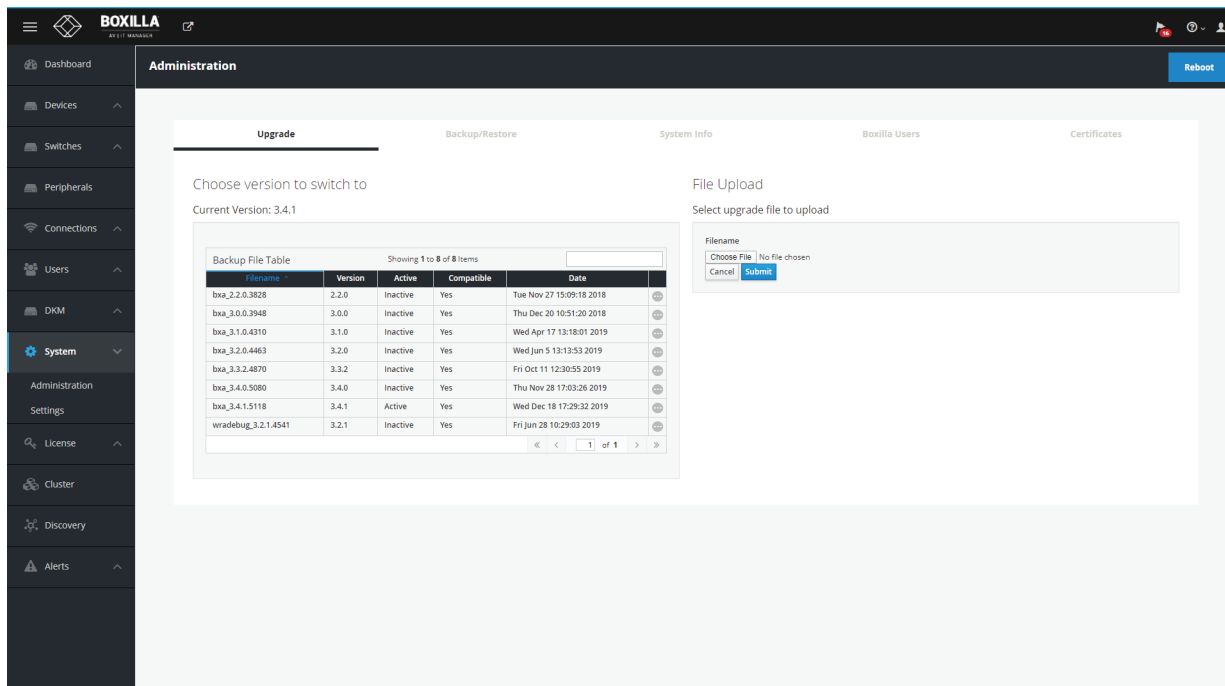 BOXILLA
AV | IT MANAGER
16
Dashboard
Administration
Reboot
Devices
Switches
Peripherals
Connections
Users
DKM
System
Administration
Settings
License
Cluster
Discovery
Alerts
Upgrade Backup/Restore System Info Boxilla Users Certificates
Choose version to switch to
Current Version: 3.4.1
Backup File Table Showing 1 to 8 of 8 Items
Filename Version Active Compatible Date
bxa_2.2.0.3828 2.2.0 Inactive Yes Tue Nov 27 15:09:18 2018
bxa_3.0.0.3948 3.0.0 Inactive Yes Thu Dec 20 10:51:20 2018
bxa_3.1.0.4310 3.1.0 Inactive Yes Wed Apr 17 13:18:01 2019
bxa_3.2.0.4463 3.2.0 Inactive Yes Wed Jun 5 13:13:53 2019
bxa_3.3.2.4870 3.3.2 Inactive Yes Fri Oct 11 12:30:55 2019
bxa_3.4.0.5080 3.4.0 Inactive Yes Thu Nov 28 17:03:26 2019
bxa_3.4.1.5118 3.4.1 Active Yes Wed Dec 18 17:29:32 2019
wradebug_3.2.1.4541 3.2.1 Inactive Yes Fri Jun 28 10:29:03 2019
1 of 1
File Upload
Select upgrade file to upload
Filename
Choose File No file chosen
Cancel Submit